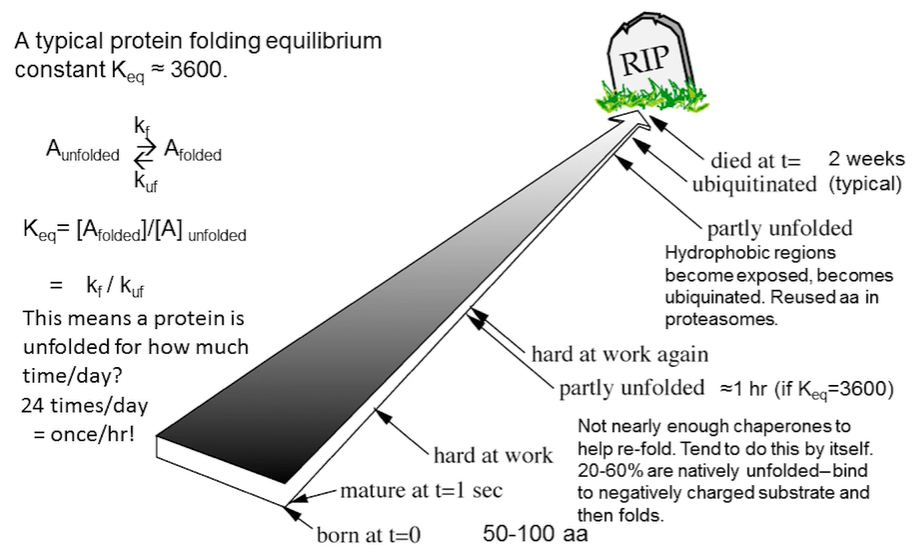 A typical protein folding equilibrium
constant Keq ≈ 3600.
kf
Aunfolded ⇄ Afolded
kuf
Keq= [Afolded]/[A] unfolded
= kf / kuf
This means a protein is
unfolded for how much
time/day?
24 times/day
= once/hr!
RIP
died at t= 2 weeks
ubiquitinated (typical)
partly unfolded
Hydrophobic regions
become exposed, becomes
ubiquinated. Reused aa in
proteasomes.
hard at work again
partly unfolded ≈1 hr (if Keq=3600)
Not nearly enough chaperones to
help re-fold. Tend to do this by itself.
20-60% are natively unfolded–bind
to negatively charged substrate and
then folds.
hard at work
mature at t=1 sec
born at t=0 50-100 aa